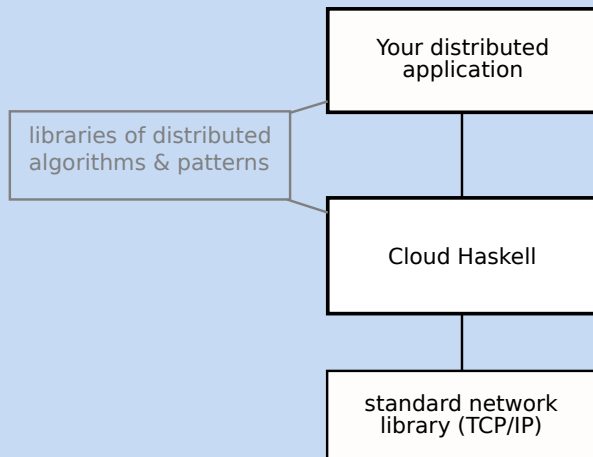 Your distributed
application
libraries of distributed
algorithms & patterns
Cloud Haskell
standard network
library (TCP/IP)